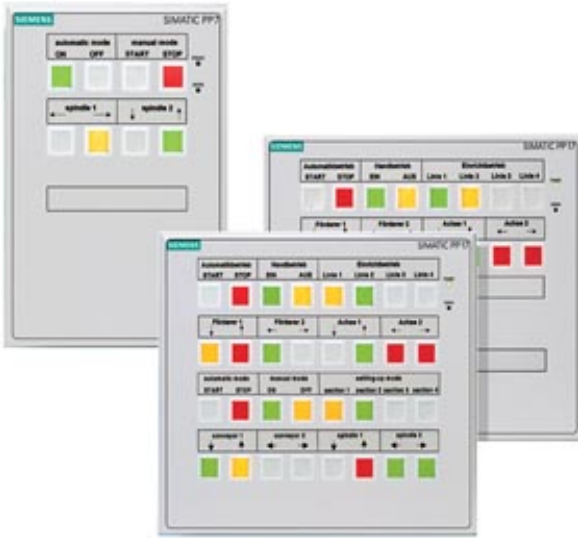 SIEMENS SIMATIC PP7
automatic mode manual mode
ON OFF START STOP
spindle 1 spindle 2
SIEMENS SIMATIC PP17
Automatikbetrieb Handbetrieb Einrichtbetrieb
START STOP EIN AUS Linie 1 Linie 2 Linie 3 Linie 4
Förderer 1 Förderer 2 Achse 1 Achse 2
SIEMENS SIMATIC PP17
Automatikbetrieb Handbetrieb Einrichtbetrieb
START STOP EIN AUS Linie 1 Linie 2 Linie 3 Linie 4
Förderer 1 Förderer 2 Achse 1 Achse 2
automatic mode manual mode setting-up mode
START STOP ON OFF section 1 section 2 section 3 section 4
conveyor 1 conveyor 2 spindle 1 spindle 2